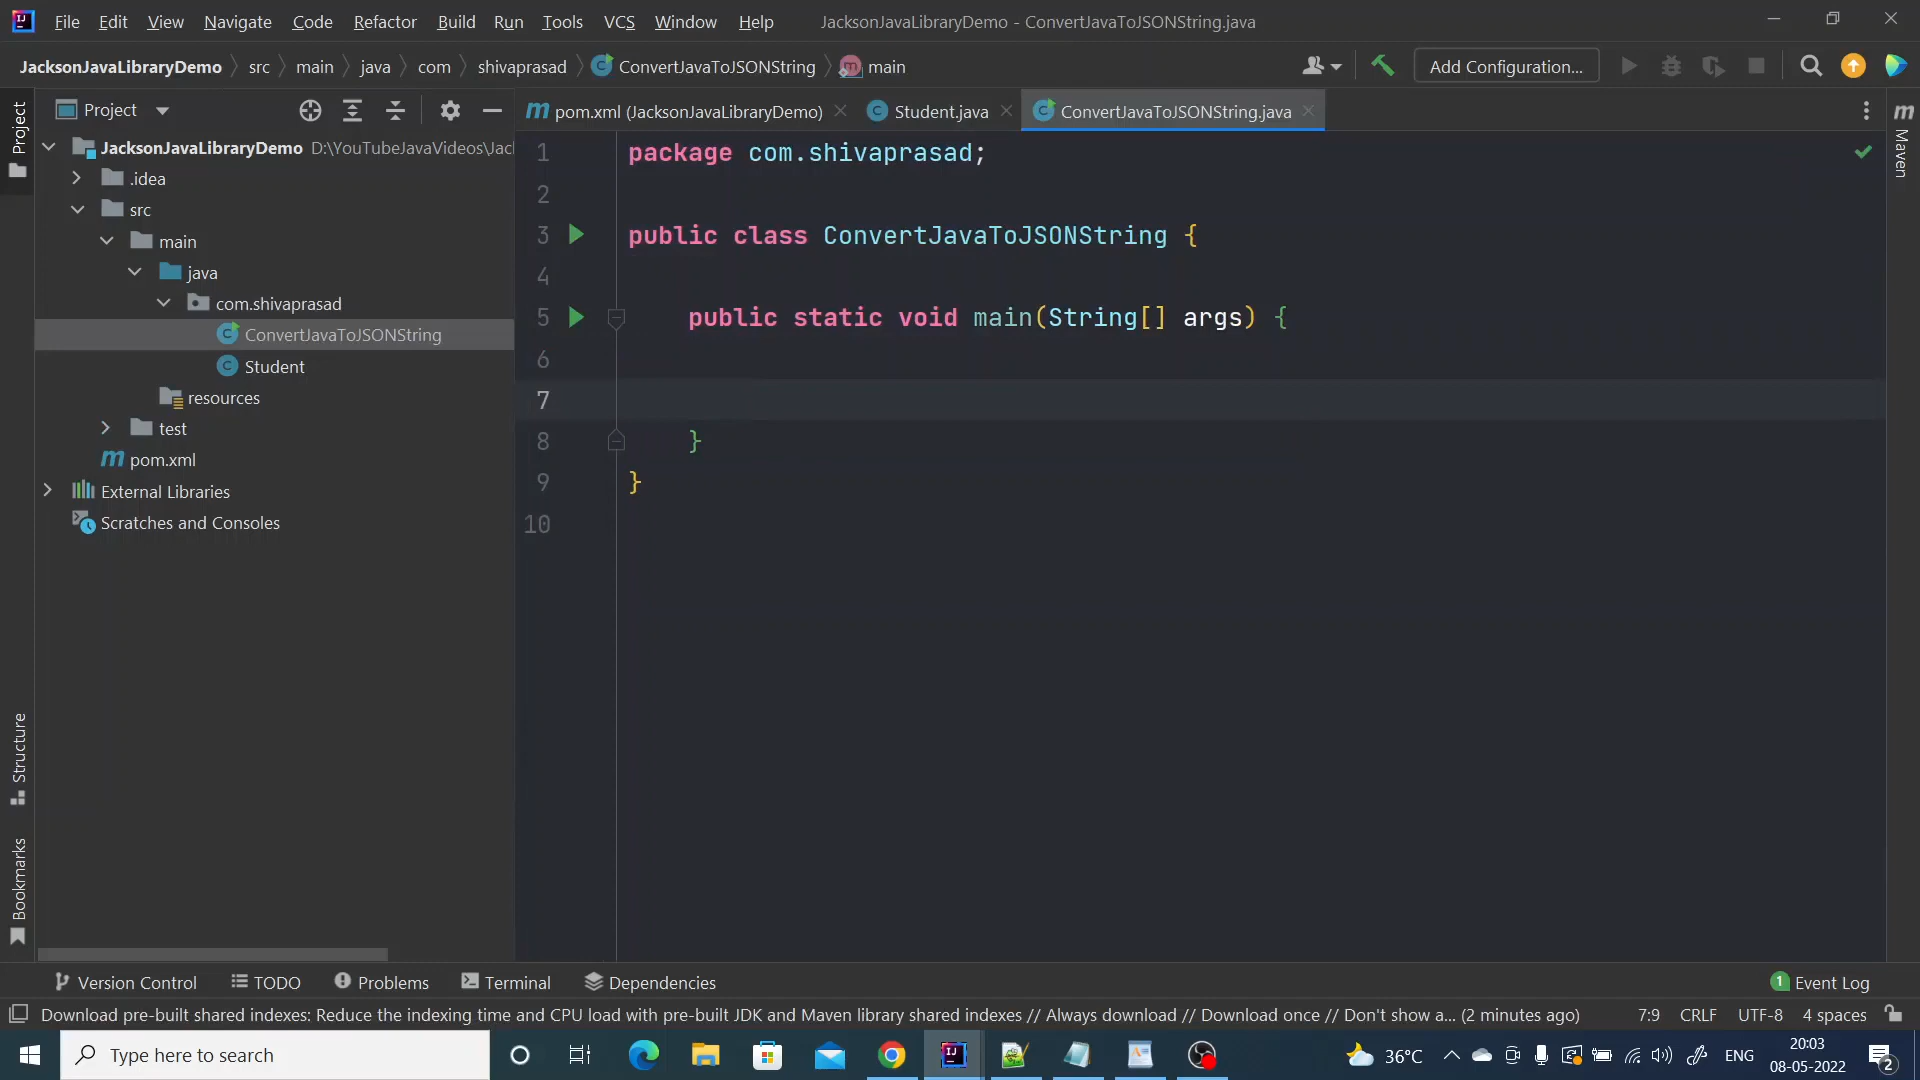 File Edit View Navigate Code Refactor Build Run Tools VCS Window Help JacksonJavaLibraryDemo - ConvertJavaToJSONString.java
JacksonJavaLibraryDemo src main java com shivaprasad ConvertJavaToJSONString m main Add Configuration...
Project
Project
pom.xml (JacksonJavaLibraryDemo) Student.java ConvertJavaToJSONString.java
JacksonJavaLibraryDemo D:\YouTubeJavaVideos\Jac
.idea
src
main
java
com.shivaprasad
ConvertJavaToJSONString
Student
resources
test
pom.xml
External Libraries
Scratches and Consoles
1 package com.shivaprasad;
2
3 public class ConvertJavaToJSONString {
4
5 public static void main(String[] args) {
6
7
8 }
9 }
10
Maven
Structure
Bookmarks
Version Control TODO Problems Terminal Dependencies 1 Event Log
Download pre-built shared indexes: Reduce the indexing time and CPU load with pre-built JDK and Maven library shared indexes // Always download // Download once // Don't show a... (2 minutes ago) 7:9 CRLF UTF-8 4 spaces
Type here to search 36°C ENG 20:03
08-05-2022 2